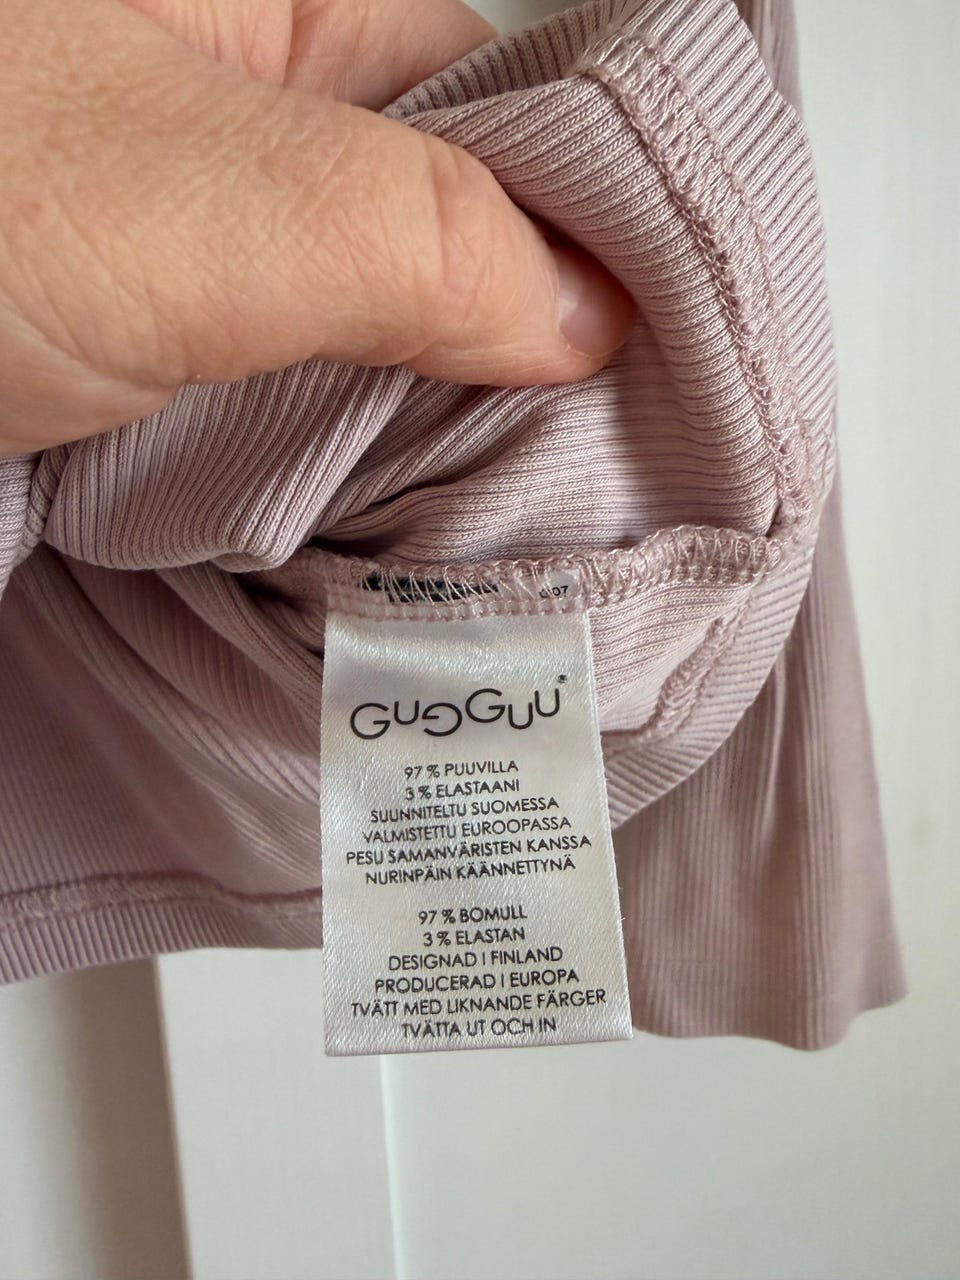 GUGGUU®
97 % PUUVILLA
3 % ELASTAANI
SUUNNITELTU SUOMESSA
VALMISTETTU EUROOPASSA
PESU SAMANVÄRISTEN KANSSA
NURINPÄIN KÄÄNNETTYNÄ
97 % BOMULL
3 % ELASTAN
DESIGNAD I FINLAND
PRODUCERAD I EUROPA
TVÄTT MED LIKNANDE FÄRGER
TVÄTTA UT OCH IN